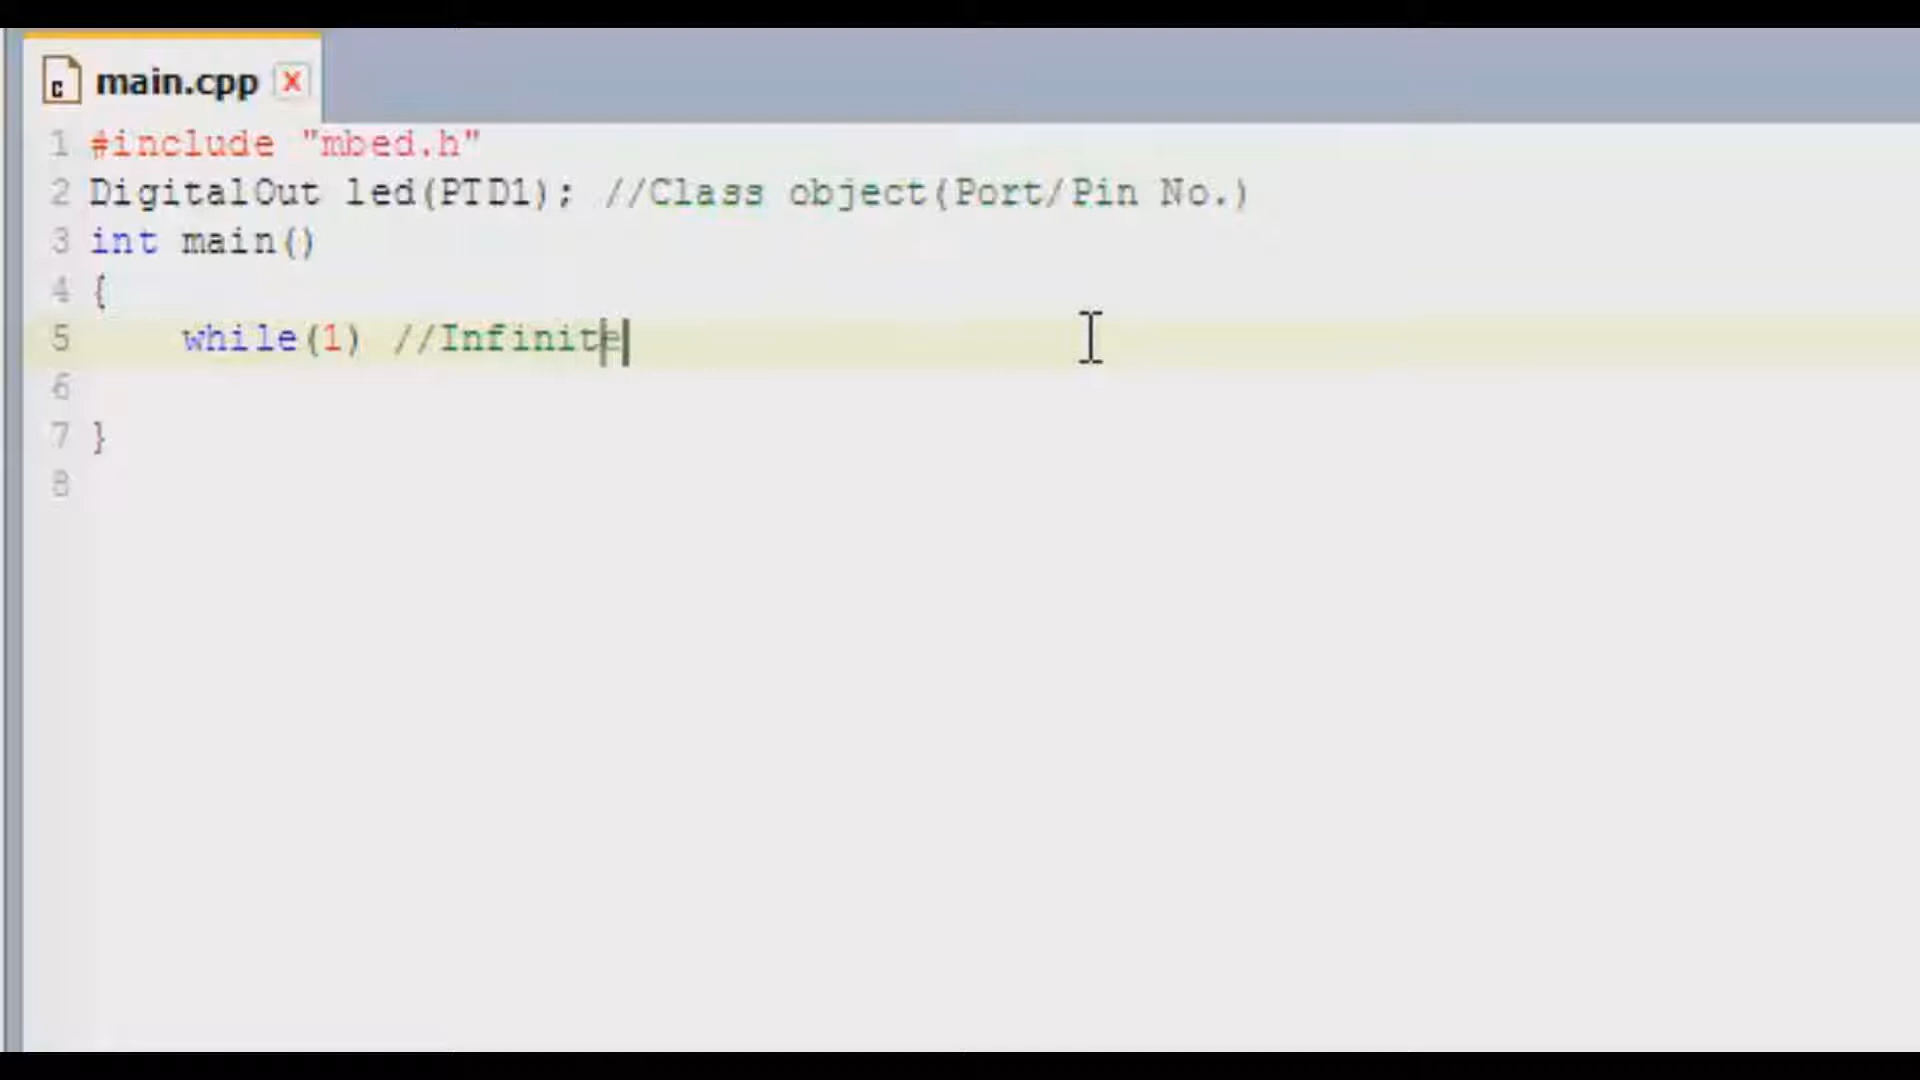 main.cpp
1 #include "mbed.h"
2 DigitalOut led(PTD1); //Class object(Port/Pin No.)
3 int main()
4 {
5     while(1) //Infinite
6
7 }
8